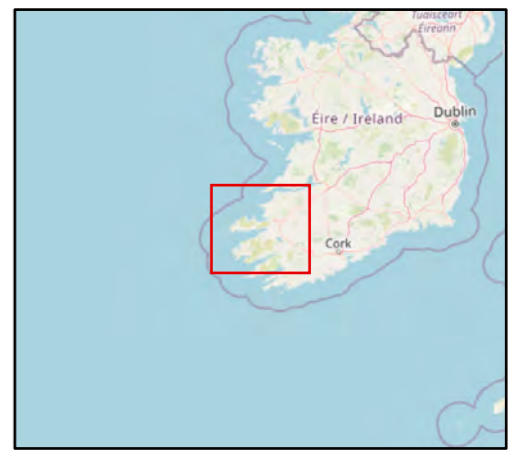 Tuaisceart
Éireann
Éire / Ireland
Dublin
Cork